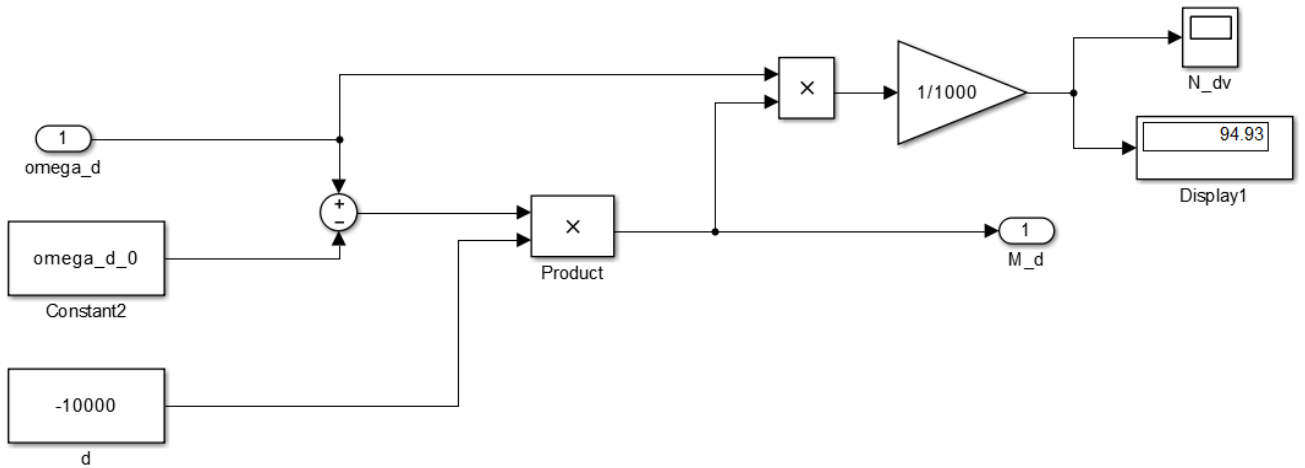 1
omega_d
omega_d_0
Constant2
-10000
d
+
−
×
Product
×
1/1000
N_dv
94.93
Display1
1
M_d